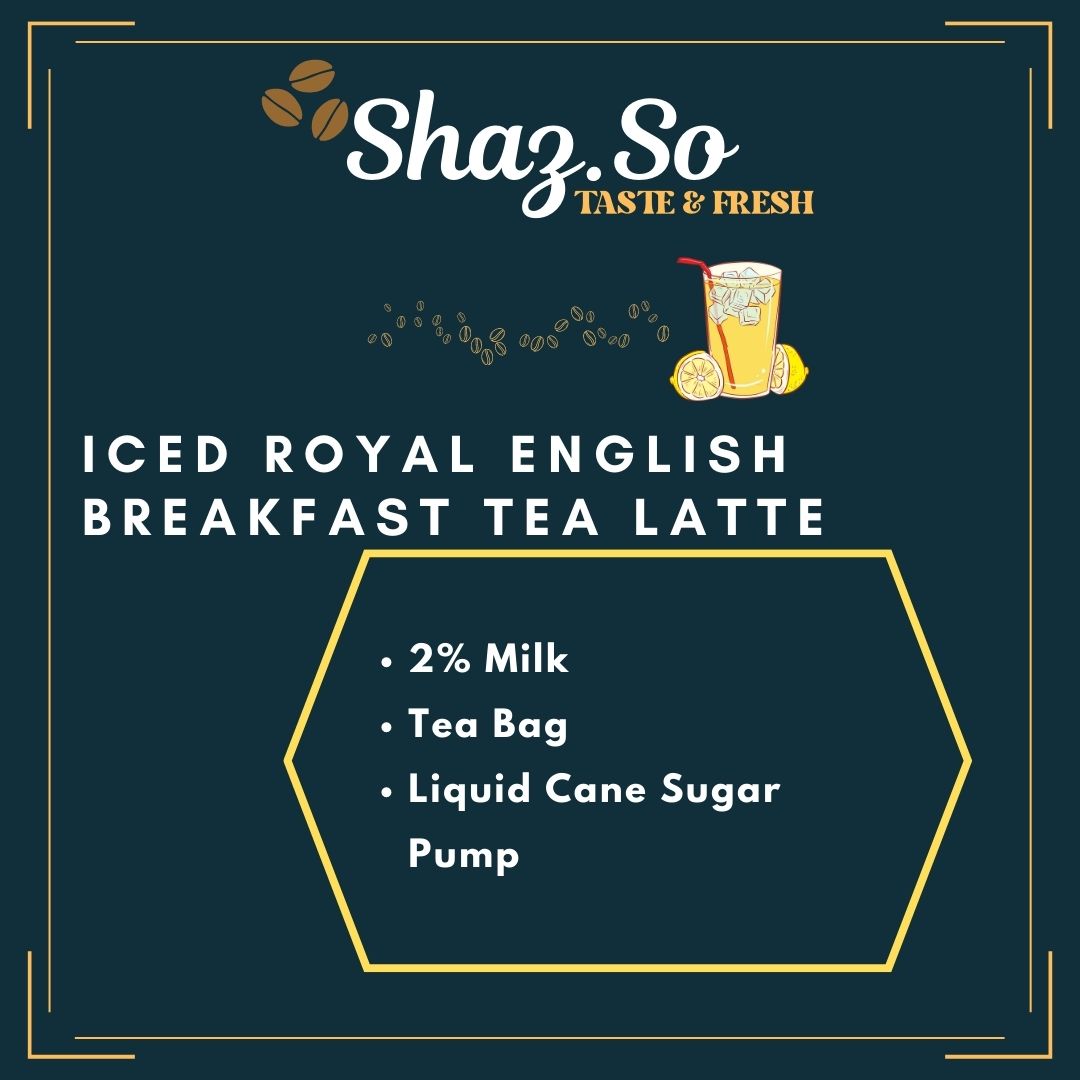 Shaz.So
TASTE & FRESH
ICED ROYAL ENGLISH
BREAKFAST TEA LATTE
• 2% Milk
• Tea Bag
• Liquid Cane Sugar
Pump